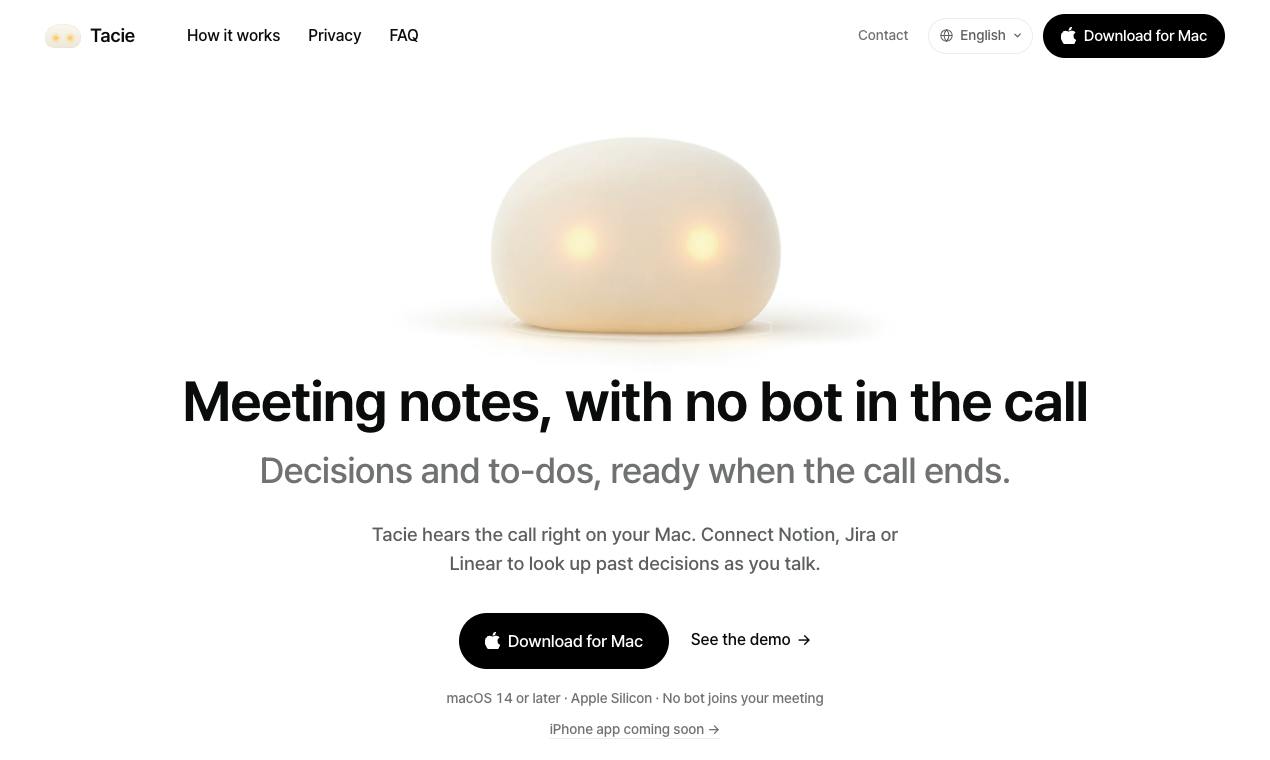 Tacie
How it works
Privacy
FAQ
Contact
English
Download for Mac
Meeting notes, with no bot in the call
Decisions and to-dos, ready when the call ends.
Tacie hears the call right on your Mac. Connect Notion, Jira or
Linear to look up past decisions as you talk.
Download for Mac
See the demo →
macOS 14 or later · Apple Silicon · No bot joins your meeting
iPhone app coming soon →